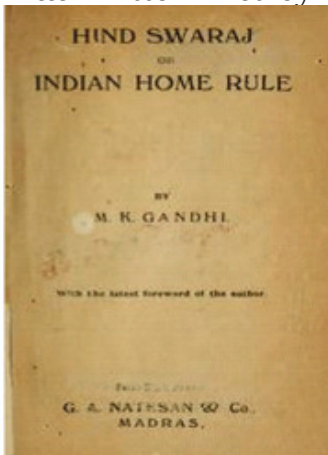 HIND SWARAJ
OR
INDIAN HOME RULE
BY
M. K. GANDHI.
With the latest foreword of the author.
G. A. NATESAN & Co.,
MADRAS.